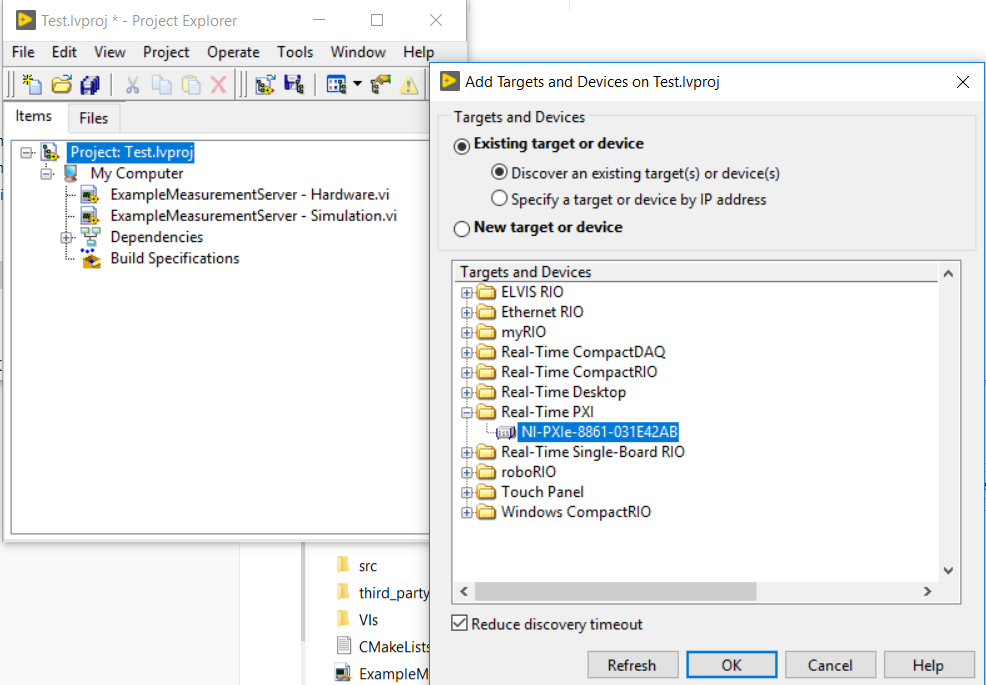 Test.lvproj * - Project Explorer
File Edit View Project Operate Tools Window Help
Items Files
Project: Test.lvproj
My Computer
ExampleMeasurementServer - Hardware.vi
ExampleMeasurementServer - Simulation.vi
Dependencies
Build Specifications
Add Targets and Devices on Test.lvproj
Targets and Devices
Existing target or device
Discover an existing target(s) or device(s)
Specify a target or device by IP address
New target or device
Targets and Devices
ELVIS RIO
Ethernet RIO
myRIO
Real-Time CompactDAQ
Real-Time CompactRIO
Real-Time Desktop
Real-Time PXI
NI-PXIe-8861-031E42AB
Real-Time Single-Board RIO
roboRIO
Touch Panel
Windows CompactRIO
Reduce discovery timeout
Refresh OK Cancel Help
src
third_party
VIs
CMakeLists
ExampleM